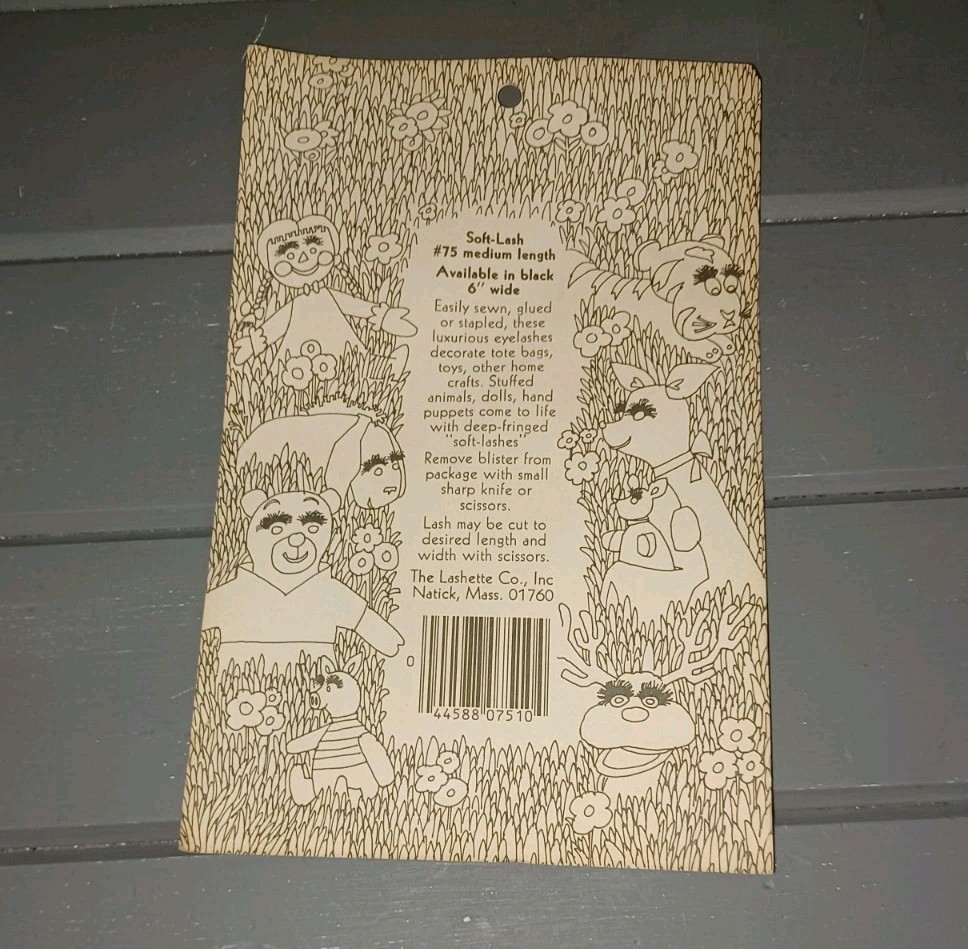 Soft-Lash
#75 medium length
Available in black
6" wide
Easily sewn, glued
or stapled, these
luxurious eyelashes
decorate tote bags,
toys, other home
crafts. Stuffed
animals, dolls, hand
puppets come to life
with deep-fringed
"soft-lashes"
Remove blister from
package with small
sharp knife or
scissors.
Lash may be cut to
desired length and
width with scissors.
The Lashette Co., Inc
Natick, Mass. 01760
0
44588 07510